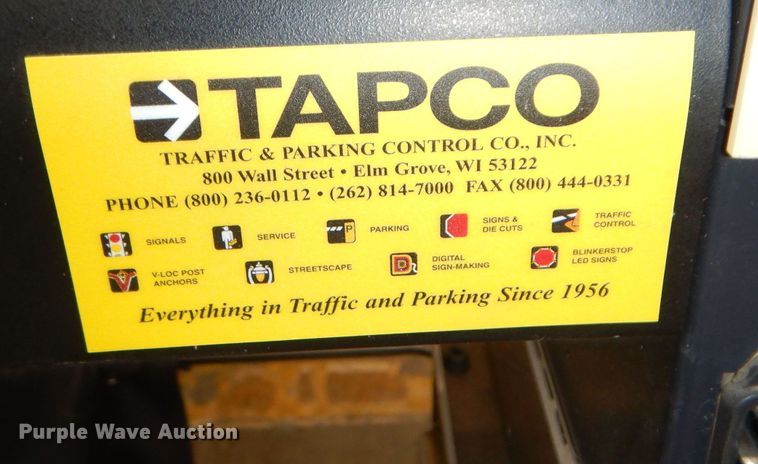 TAPCO
TRAFFIC & PARKING CONTROL CO., INC.
800 Wall Street • Elm Grove, WI 53122
PHONE (800) 236-0112 • (262) 814-7000 FAX (800) 444-0331
SIGNALS
SERVICE
PARKING
SIGNS &
DIE CUTS
TRAFFIC
CONTROL
V-LOC POST
ANCHORS
STREETSCAPE
DIGITAL
SIGN-MAKING
BLINKERSTOP
LED SIGNS
Everything in Traffic and Parking Since 1956
Purple Wave Auction